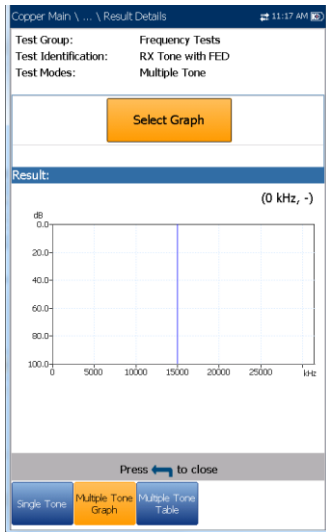 Copper Main \ ... \ Result Details 11:17 AM
Test Group: Frequency Tests
Test Identification: RX Tone with FED
Test Modes: Multiple Tone
Select Graph
Result:
(0 kHz, -)
dB
0.0
20.0
40.0
60.0
80.0
100.0
0 5000 10000 15000 20000 25000 kHz
Press to close
Single Tone
Multiple Tone Graph
Multiple Tone Table